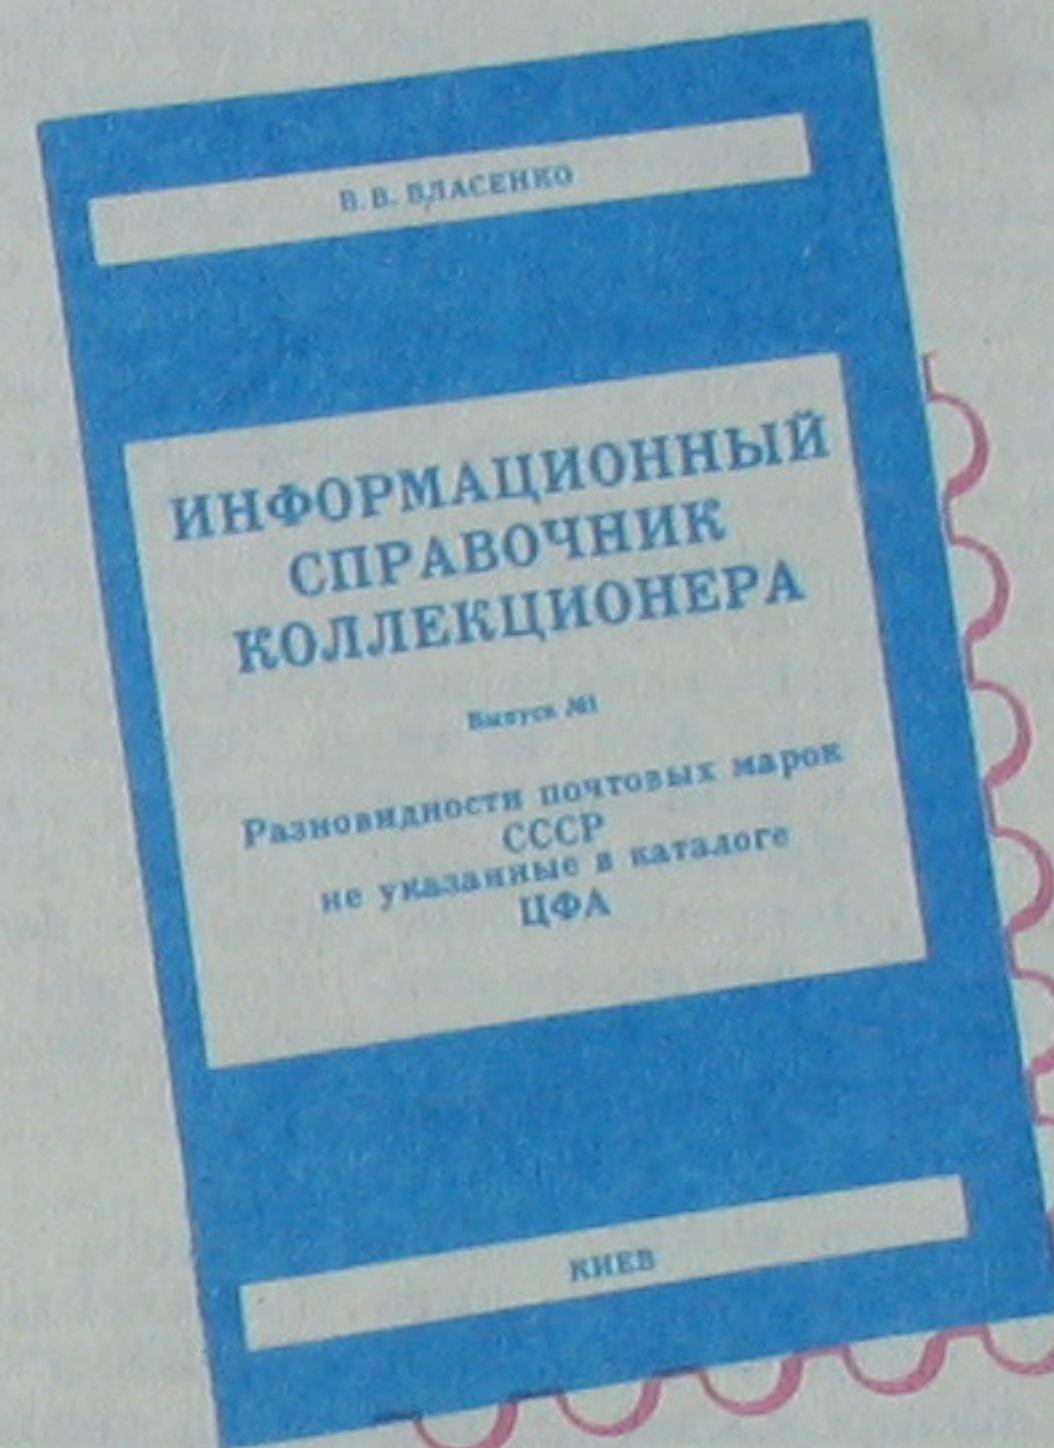 В. В. ВЛАСЕНКО
ИНФОРМАЦИОННЫЙ
СПРАВОЧНИК
КОЛЛЕКЦИОНЕРА
Выпуск №1
Разновидности почтовых марок
СССР
не указанные в каталоге
ЦФА
КИЕВ